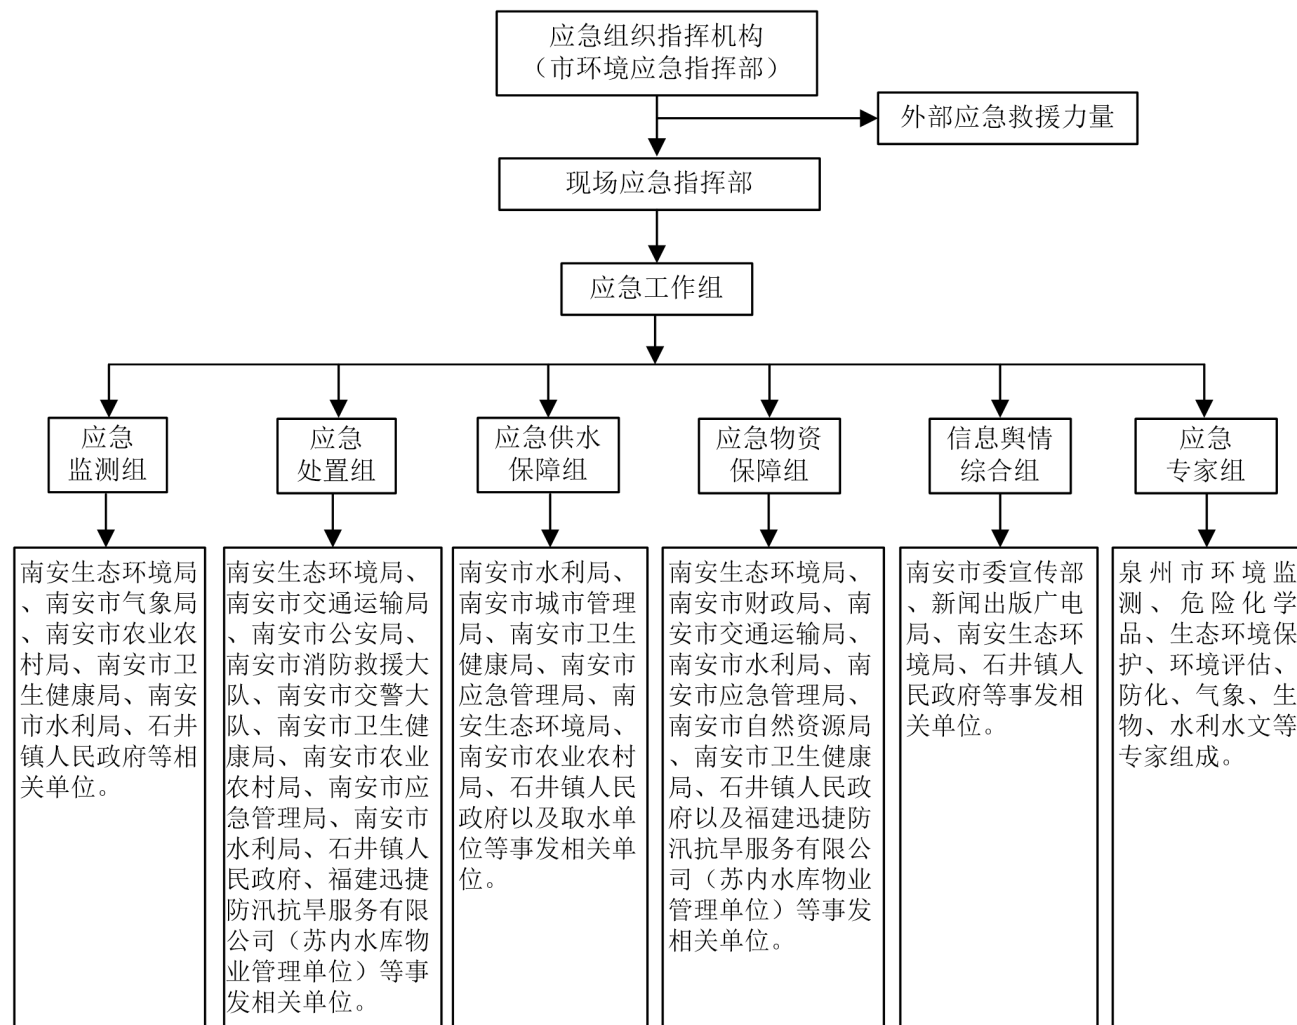 应急组织指挥机构
（市环境应急指挥部）
外部应急救援力量
现场应急指挥部
应急工作组
应急
监测组
应急
处置组
应急供水
保障组
应急物资
保障组
信息舆情
综合组
应急
专家组
南安生态环境局
、南安市气象局
、南安市农业农
村局、南安市卫
生健康局、南安
市水利局、石井
镇人民政府等相
关单位。
南安生态环境局、
南安市交通运输局
、南安市公安局、
南安市消防救援大
队、南安市交警大
队、南安市卫生健
康局、南安市农业
农村局、南安市应
急管理局、南安市
水利局、石井镇人
民政府、福建迅捷
防汛抗旱服务有限
公司（苏内水库物
业管理单位）等事
发相关单位。
南安市水利局、
南安市城市管理
局、南安市卫生
健康局、南安市
应急管理局、南
安生态环境局、
南安市农业农村
局、石井镇人民
政府以及取水单
位等事发相关单
位。
南安生态环境局、
南安市财政局、南
安市交通运输局、
南安市水利局、南
安市应急管理局、
南安市自然资源局
、南安市卫生健康
局、石井镇人民政
府以及福建迅捷防
汛抗旱服务有限公
司（苏内水库物业
管理单位）等事发
相关单位。
南安市委宣传部
、新闻出版广电
局、南安生态环
境局、石井镇人
民政府等事发相
关单位。
泉州市环境监
测、危险化学
品、生态环境保
护、环境评估、
防化、气象、生
物、水利水文等
专家组成。